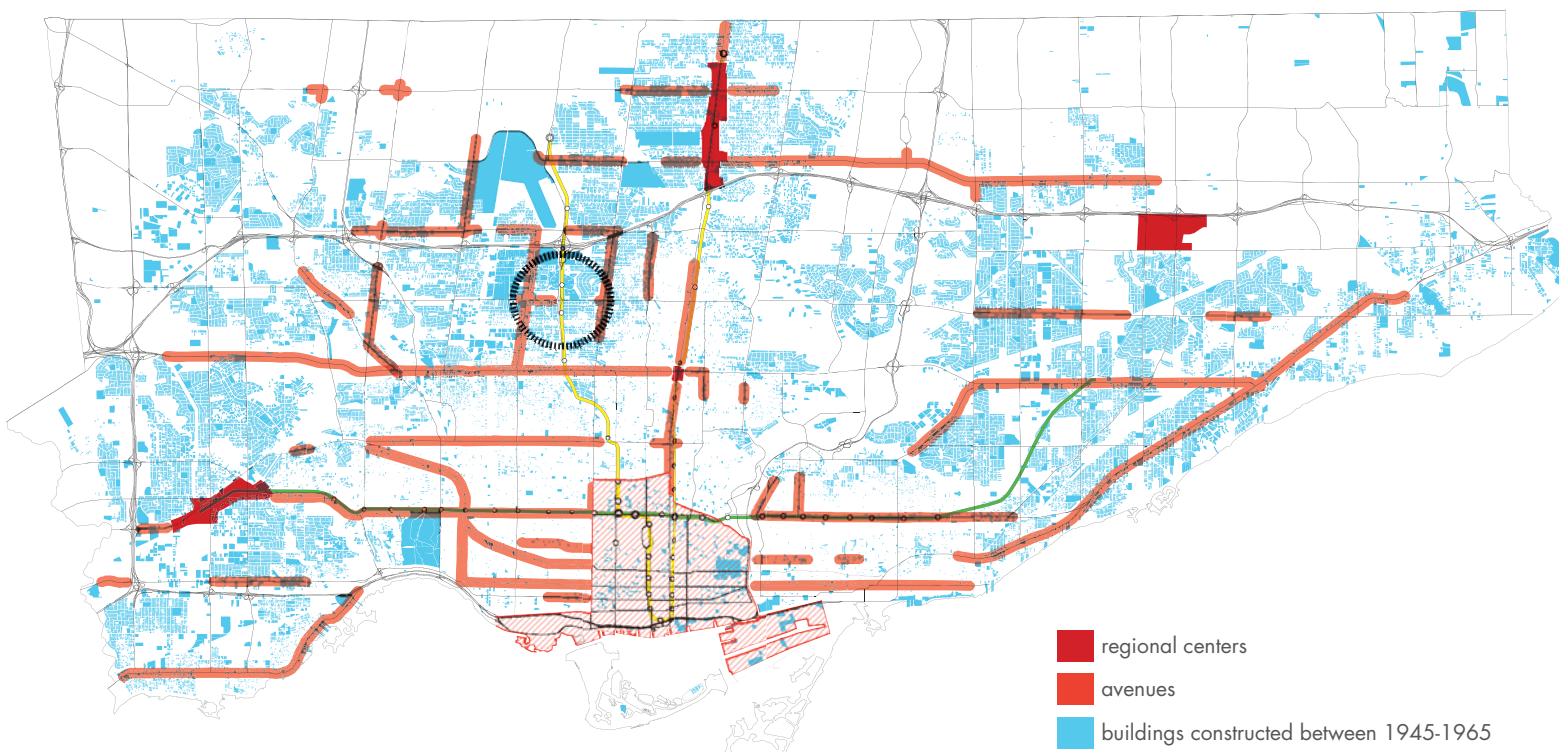 regional centers
avenues
buildings constructed between 1945-1965